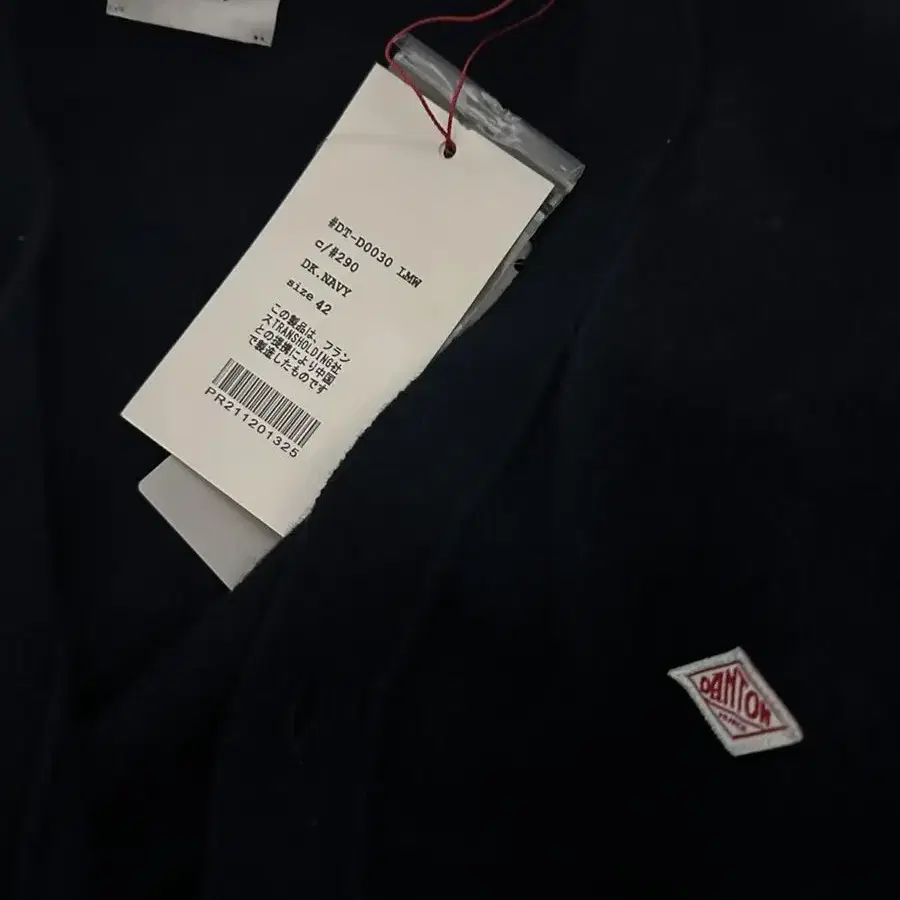 #DT-D0030 LMW
c/#290
DK.NAVY
size 42
この製品は、フラン
スTRANSHOLDING社
との提携により中国
で製造したものです
PR211201325
DANTON
FRANCE